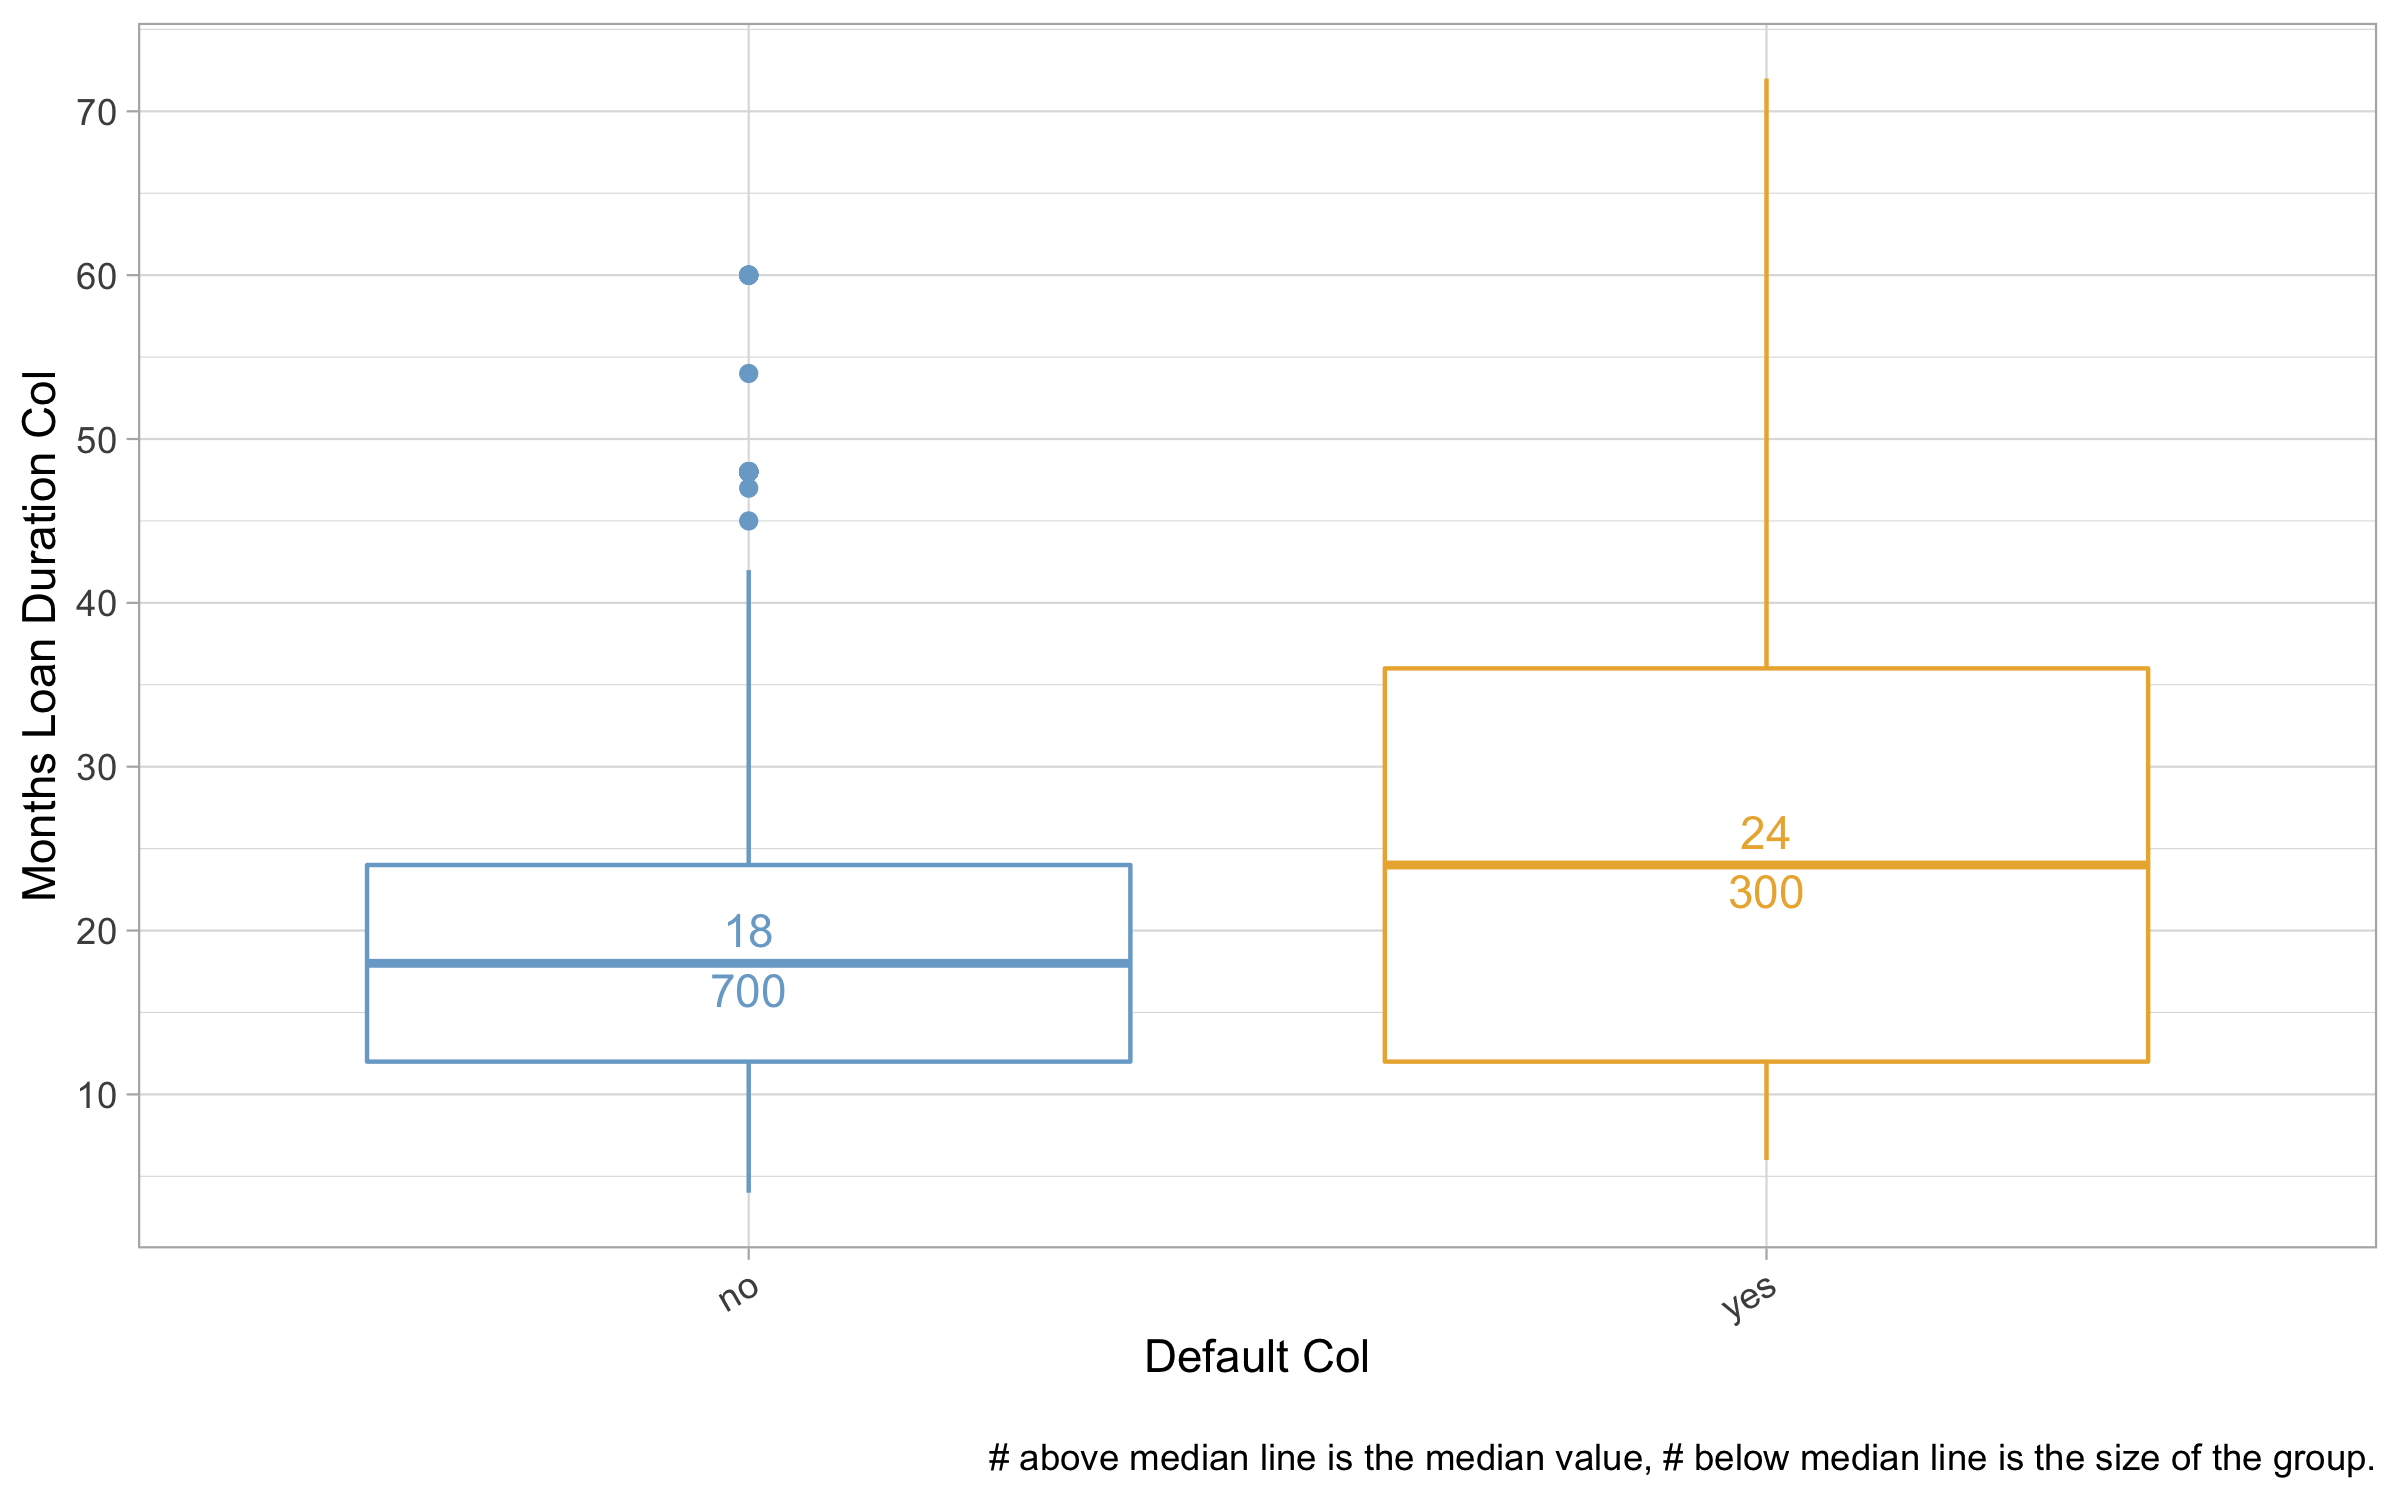 Months Loan Duration Col
70
60
50
40
30
20
10
18
700
24
300
no
yes
Default Col
# above median line is the median value, # below median line is the size of the group.